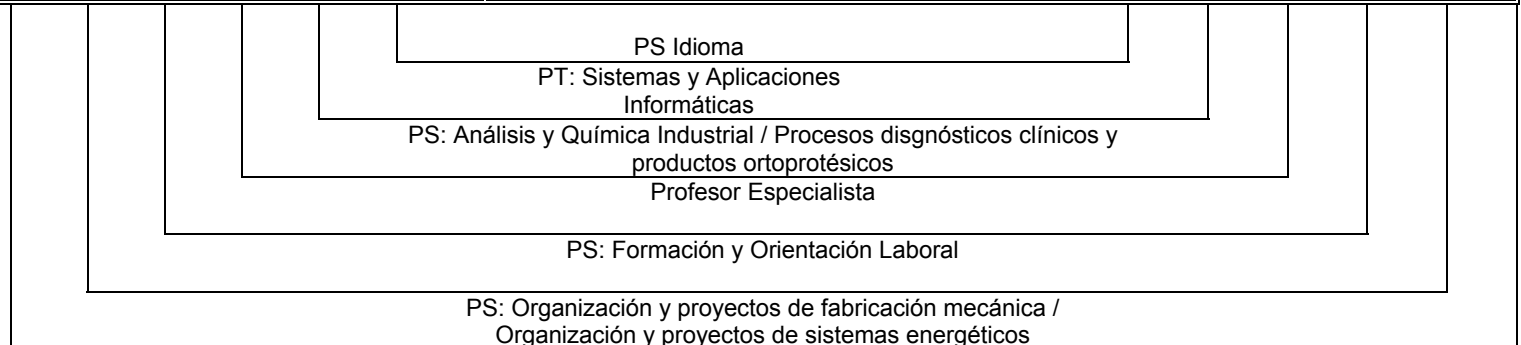 PS Idioma
PT: Sistemas y Aplicaciones
Informáticas
PS: Análisis y Química Industrial / Procesos disgnósticos clínicos y
productos ortoprotésicos
Profesor Especialista
PS: Formación y Orientación Laboral
PS: Organización y proyectos de fabricación mecánica /
Organización y proyectos de sistemas energéticos